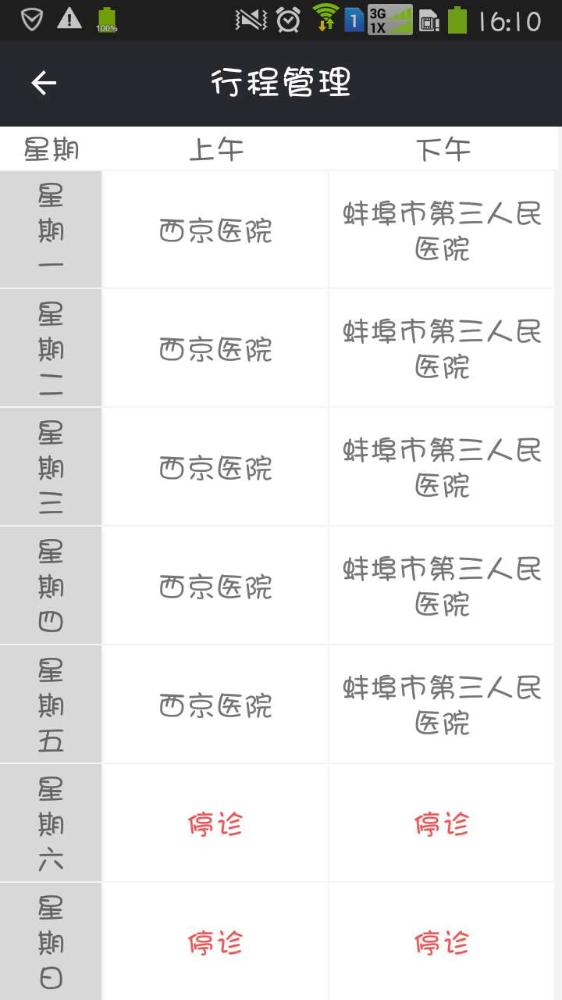 100% 1 3G 1X 16:10
行程管理
星期 上午 下午
星期一 西京医院 蚌埠市第三人民医院
星期二 西京医院 蚌埠市第三人民医院
星期三 西京医院 蚌埠市第三人民医院
星期四 西京医院 蚌埠市第三人民医院
星期五 西京医院 蚌埠市第三人民医院
星期六 停诊 停诊
星期日 停诊 停诊